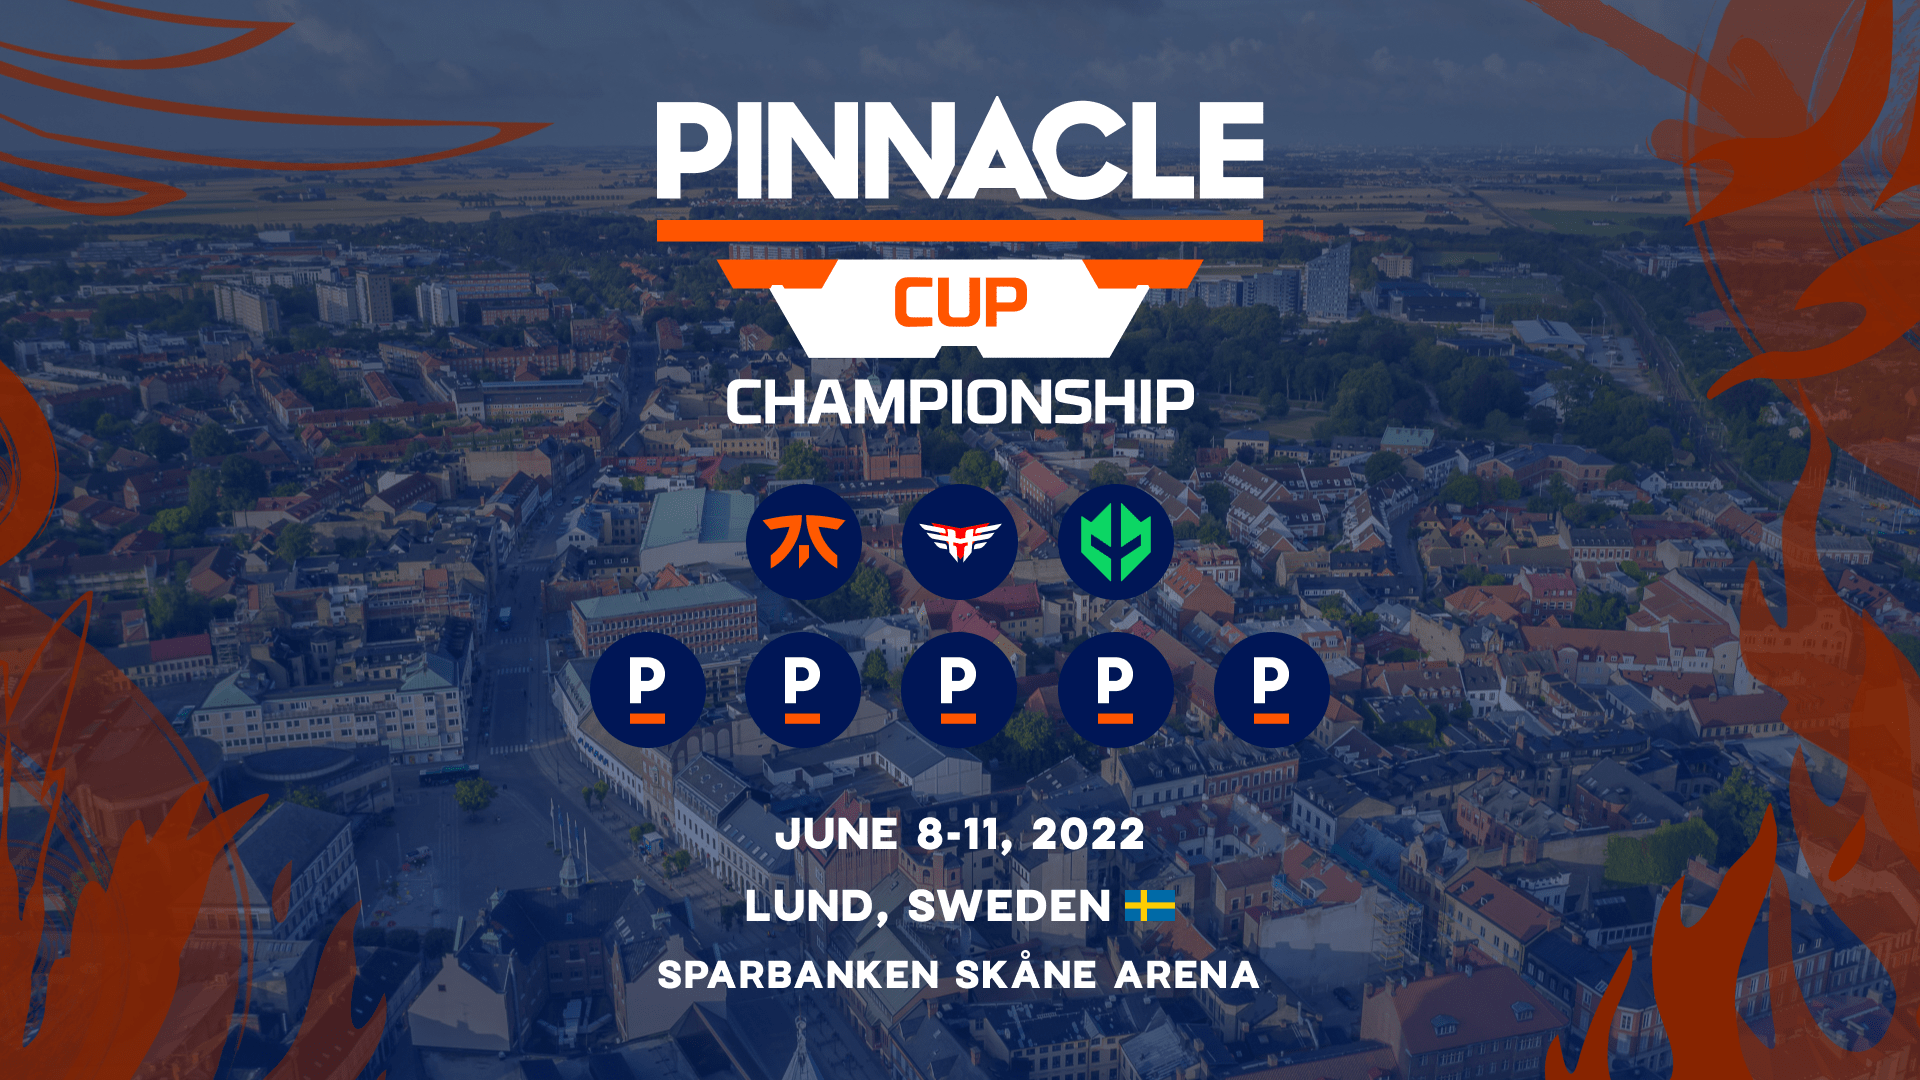 PINNACLE
CUP
CHAMPIONSHIP
P P P P P
JUNE 8-11, 2022
LUND, SWEDEN
SPARBANKEN SKÅNE ARENA